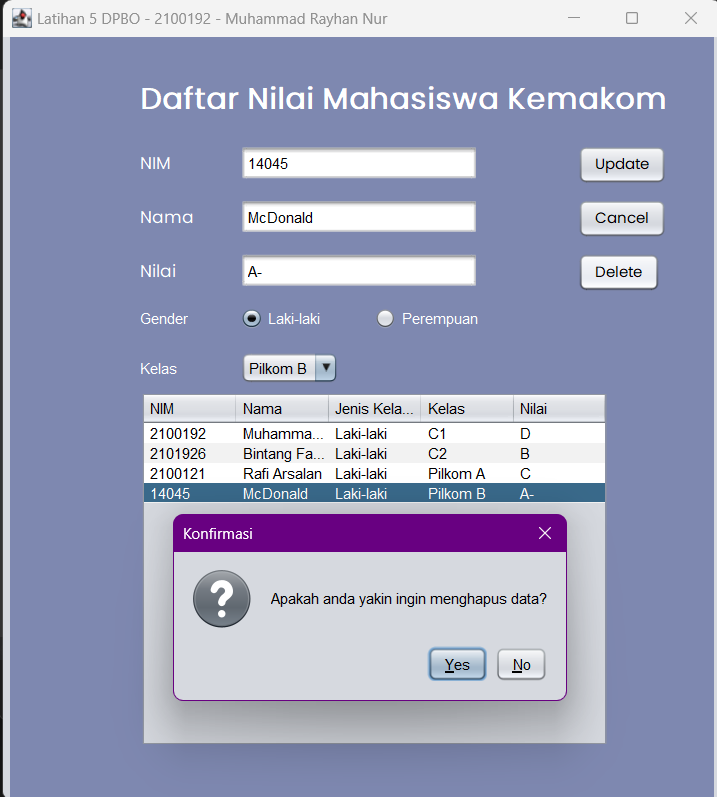 Latihan 5 DPBO - 2100192 - Muhammad Rayhan Nur
Daftar Nilai Mahasiswa Kemakom
NIM 14045 Update
Nama McDonald Cancel
Nilai A- Delete
Gender Laki-laki Perempuan
Kelas Pilkom B
NIM Nama Jenis Kela... Kelas Nilai
2100192 Muhamma... Laki-laki C1 D
2101926 Bintang Fa... Laki-laki C2 B
2100121 Rafi Arsalan Laki-laki Pilkom A C
14045 McDonald Laki-laki Pilkom B A-
Konfirmasi
Apakah anda yakin ingin menghapus data?
Yes No